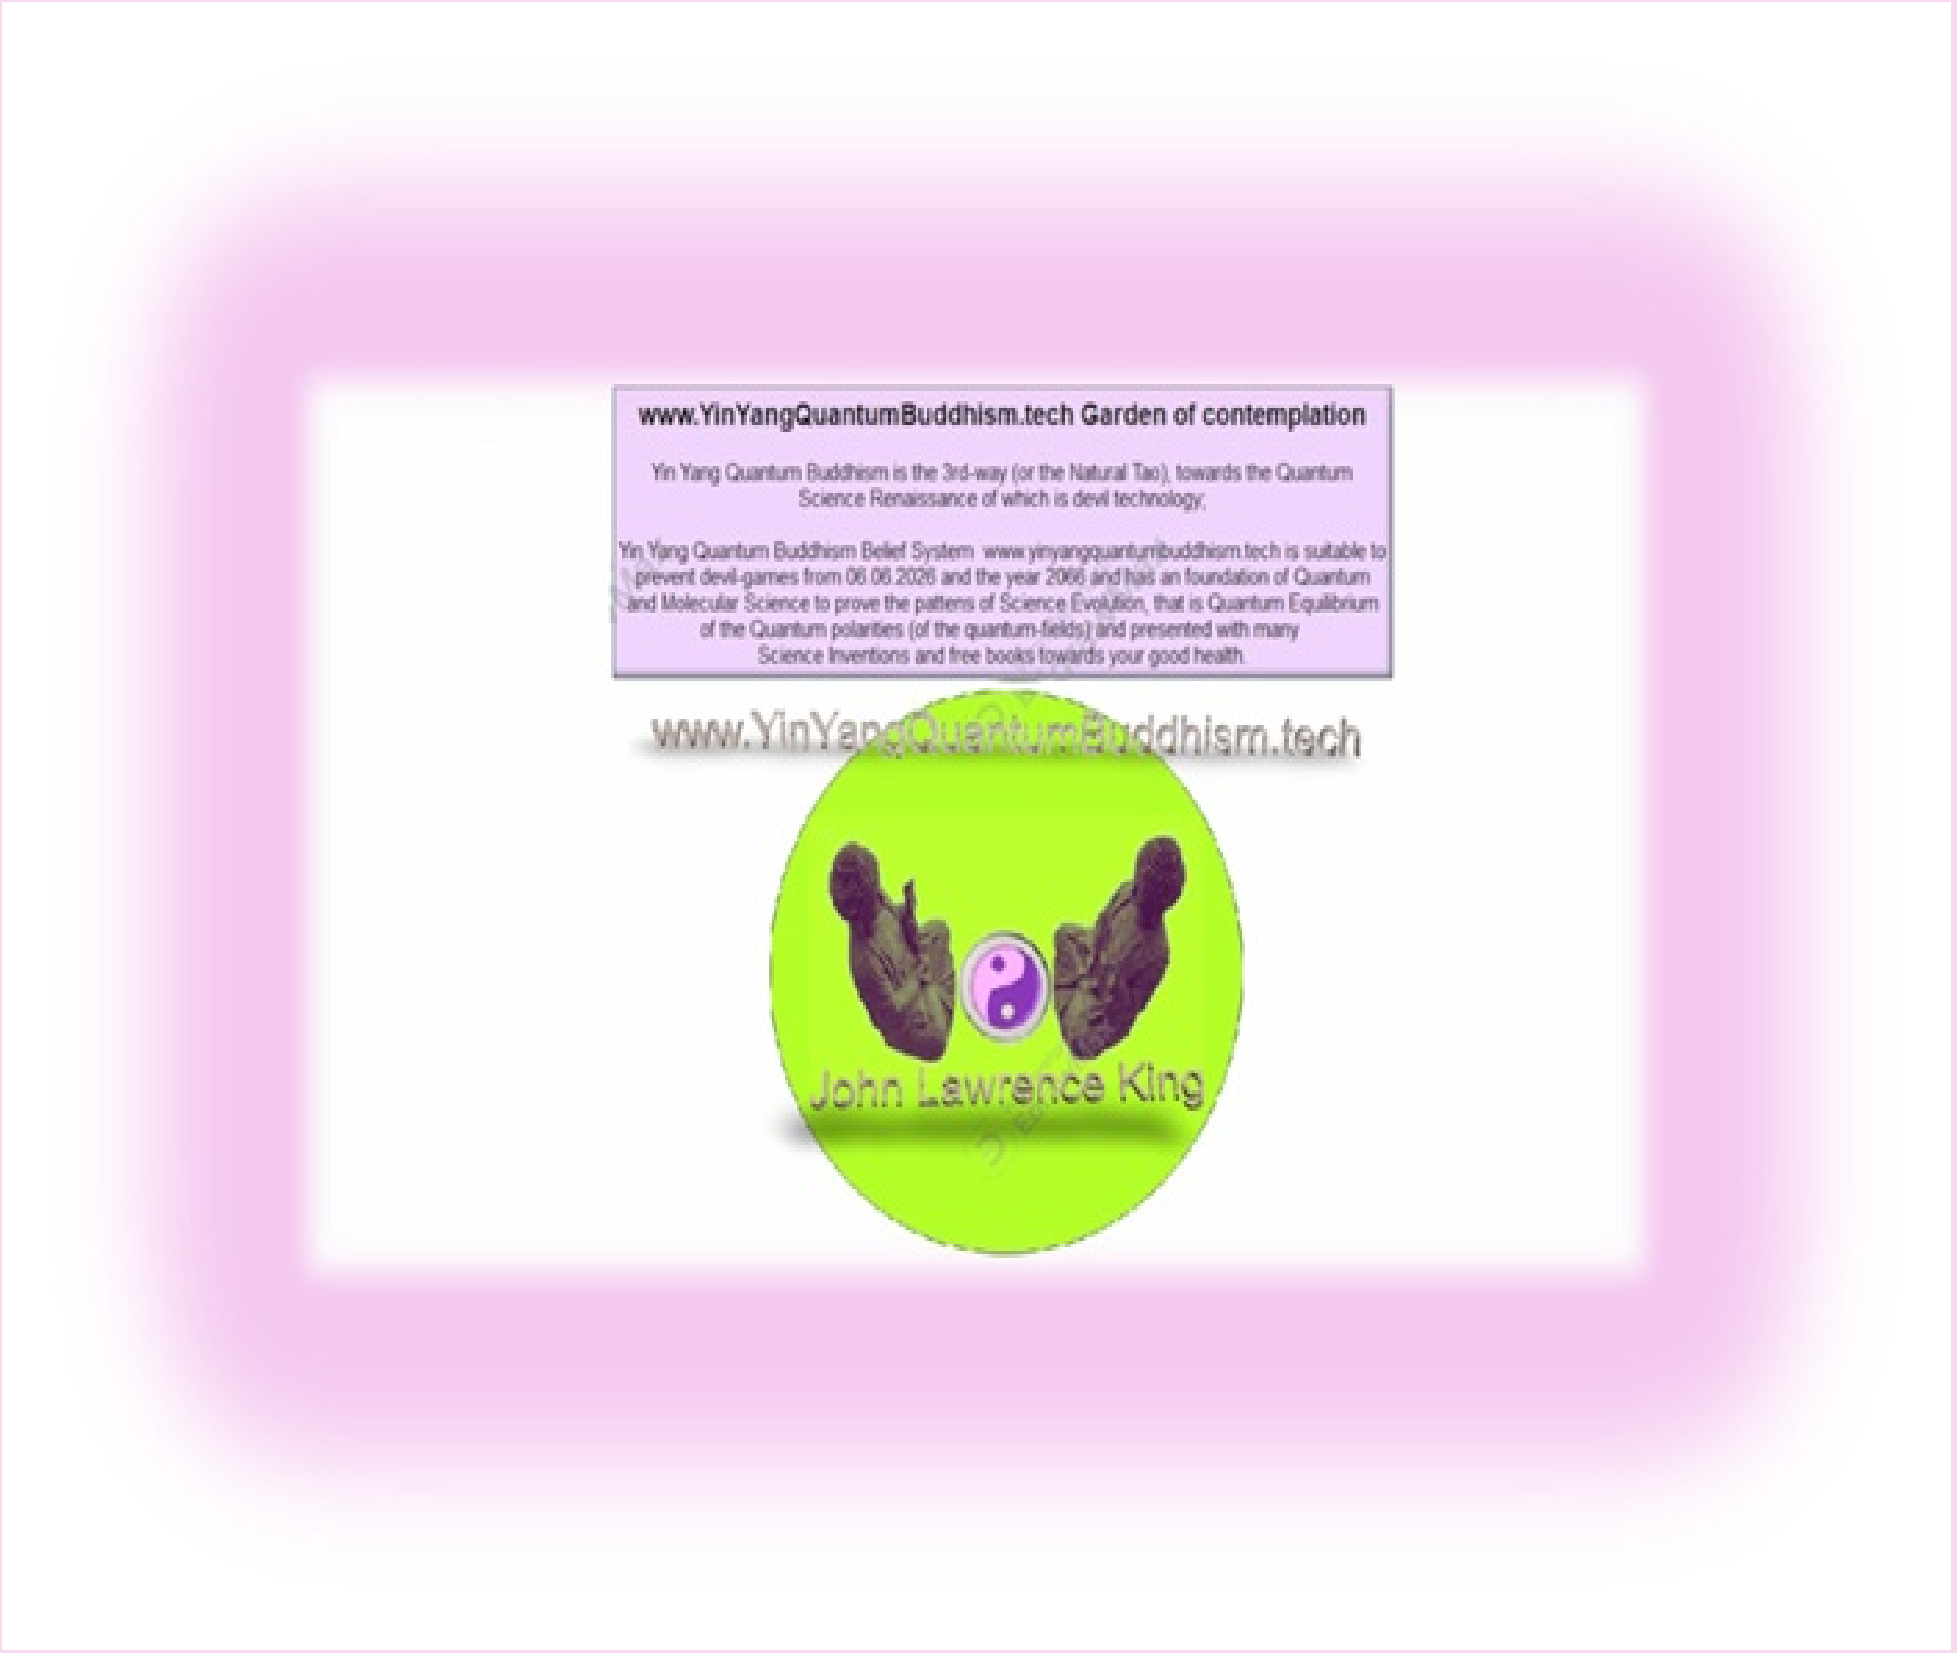 www.YinYangQuantumBuddhism.tech Garden of contemplation
Yin Yang Quantum Buddhism is the 3rd-way (or the Natural Tao), towards the Quantum
Science Renaissance of which is devil technology;
Yin Yang Quantum Buddhism Belief System www.yinyangquantumbuddhism.tech is suitable to
prevent devil-games from 06.06.2026 and the year 2066 and has an foundation of Quantum
and Molecular Science to prove the pattens of Science Evolution, that is Quantum Equilibrium
of the Quantum polarities (of the quantum-fields) and presented with many
Science Inventions and free books towards your good health.
www.YinYangQuantumBuddhism.tech
John Lawrence King